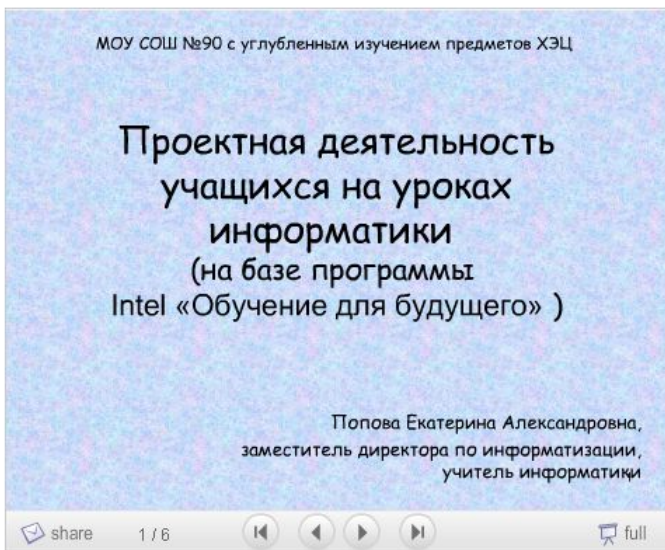 МОУ СОШ №90 с углубленным изучением предметов ХЭЦ
Проектная деятельность
учащихся на уроках
информатики
(на базе программы
Intel «Обучение для будущего» )
Попова Екатерина Александровна,
заместитель директора по информатизации,
учитель информатики
share 1 / 6 full